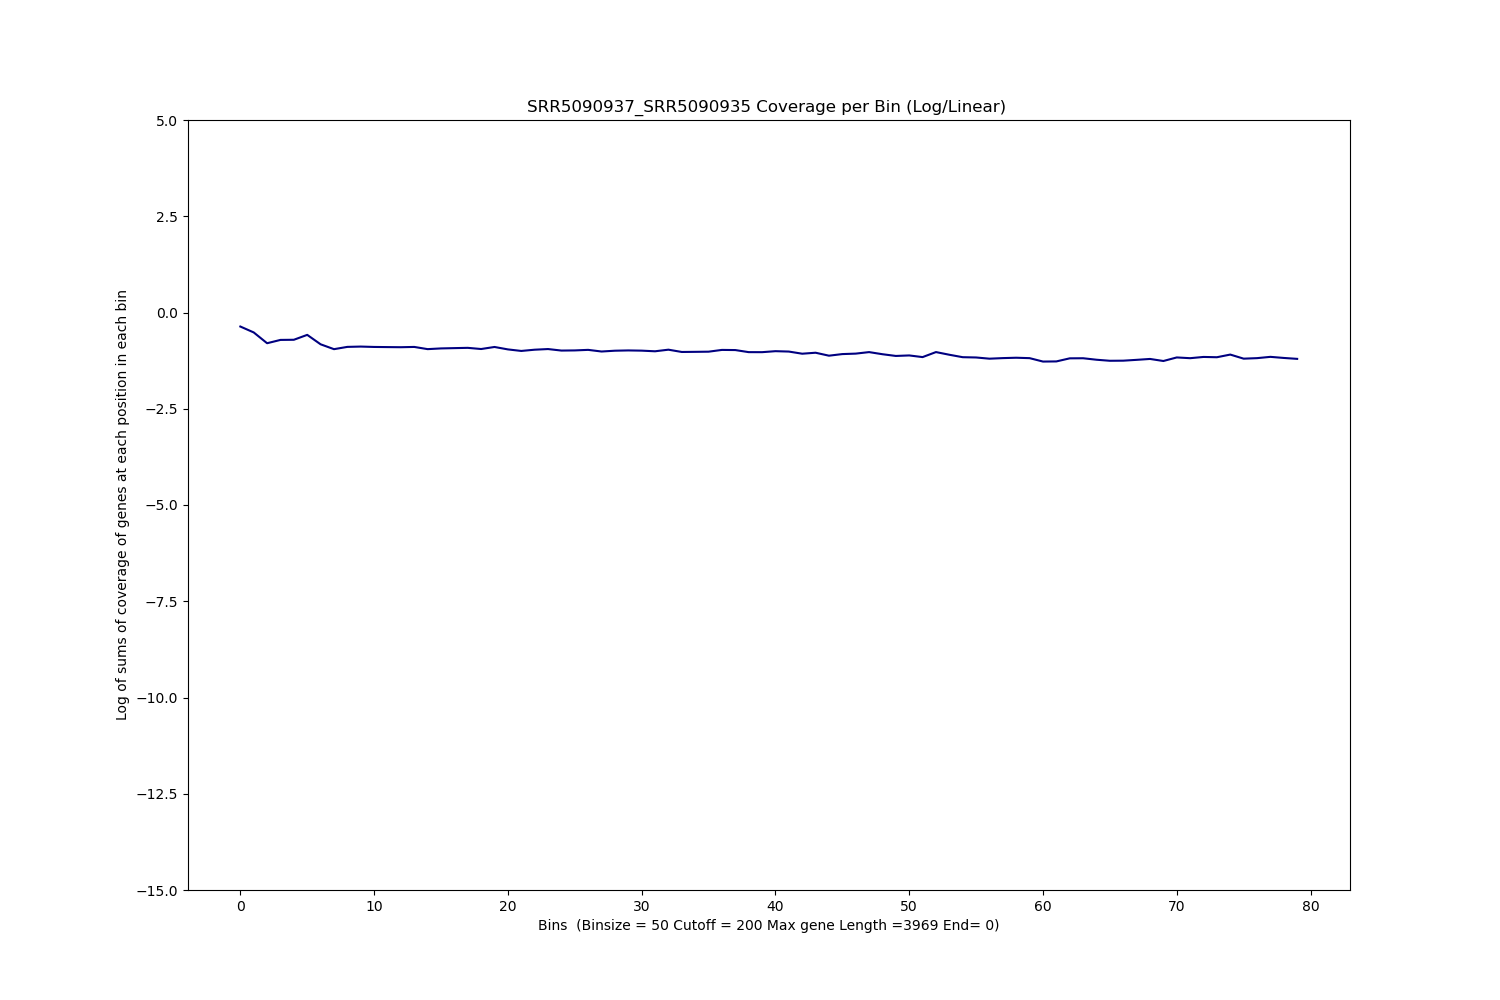 SRR5090937_SRR5090935 Coverage per Bin (Log/Linear)
5.0
2.5
0.0
−2.5
−5.0
−7.5
−10.0
−12.5
−15.0
Log of sums of coverage of genes at each position in each bin
0 10 20 30 40 50 60 70 80
Bins  (Binsize = 50 Cutoff = 200 Max gene Length =3969 End= 0)